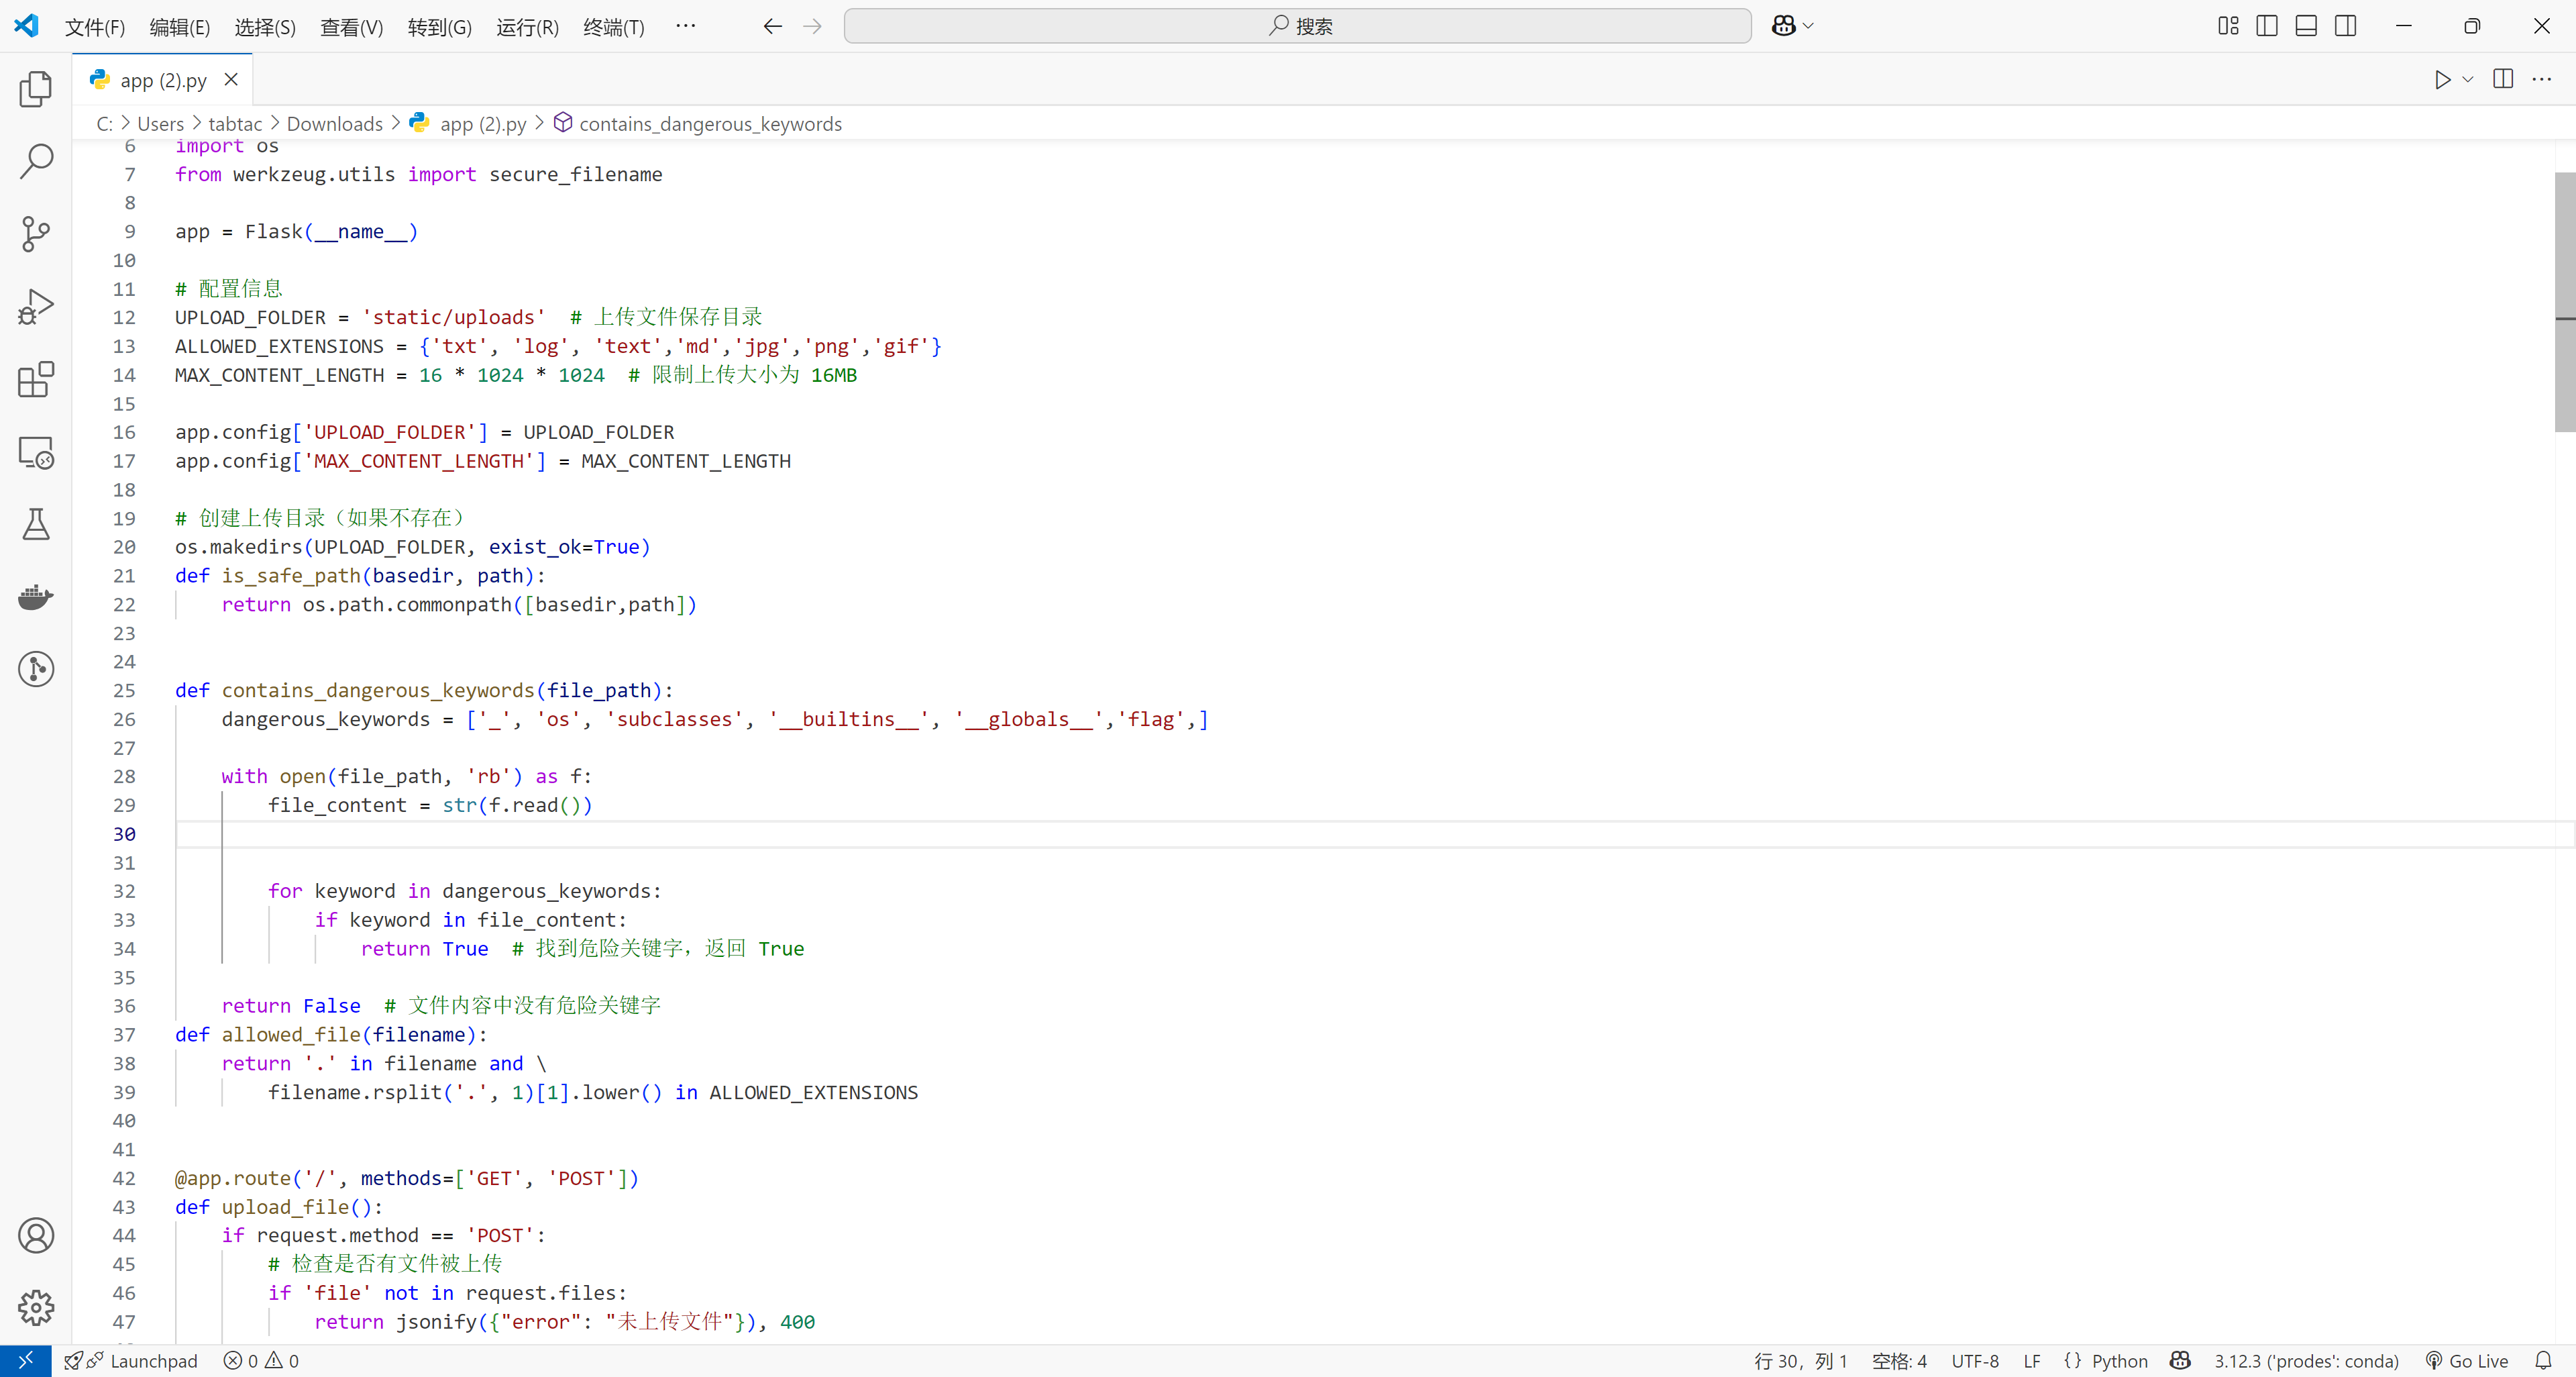 文件(F) 编辑(E) 选择(S) 查看(V) 转到(G) 运行(R) 终端(T) ··· 搜索
app (2).py
C: > Users > tabtac > Downloads > app (2).py > contains_dangerous_keywords
6 import os
7 from werkzeug.utils import secure_filename
8
9 app = Flask(__name__)
10
11 # 配置信息
12 UPLOAD_FOLDER = 'static/uploads'  # 上传文件保存目录
13 ALLOWED_EXTENSIONS = {'txt', 'log', 'text','md','jpg','png','gif'}
14 MAX_CONTENT_LENGTH = 16 * 1024 * 1024  # 限制上传大小为 16MB
15
16 app.config['UPLOAD_FOLDER'] = UPLOAD_FOLDER
17 app.config['MAX_CONTENT_LENGTH'] = MAX_CONTENT_LENGTH
18
19 # 创建上传目录（如果不存在）
20 os.makedirs(UPLOAD_FOLDER, exist_ok=True)
21 def is_safe_path(basedir, path):
22     return os.path.commonpath([basedir,path])
23
24
25 def contains_dangerous_keywords(file_path):
26     dangerous_keywords = ['_', 'os', 'subclasses', '__builtins__', '__globals__','flag',]
27
28     with open(file_path, 'rb') as f:
29         file_content = str(f.read())
30
31
32         for keyword in dangerous_keywords:
33             if keyword in file_content:
34                 return True  # 找到危险关键字，返回 True
35
36     return False  # 文件内容中没有危险关键字
37 def allowed_file(filename):
38     return '.' in filename and \
39         filename.rsplit('.', 1)[1].lower() in ALLOWED_EXTENSIONS
40
41
42 @app.route('/', methods=['GET', 'POST'])
43 def upload_file():
44     if request.method == 'POST':
45         # 检查是否有文件被上传
46         if 'file' not in request.files:
47             return jsonify({"error": "未上传文件"}), 400
Launchpad 0 0 行 30，列 1 空格: 4 UTF-8 LF {} Python 3.12.3 ('prodes': conda) Go Live